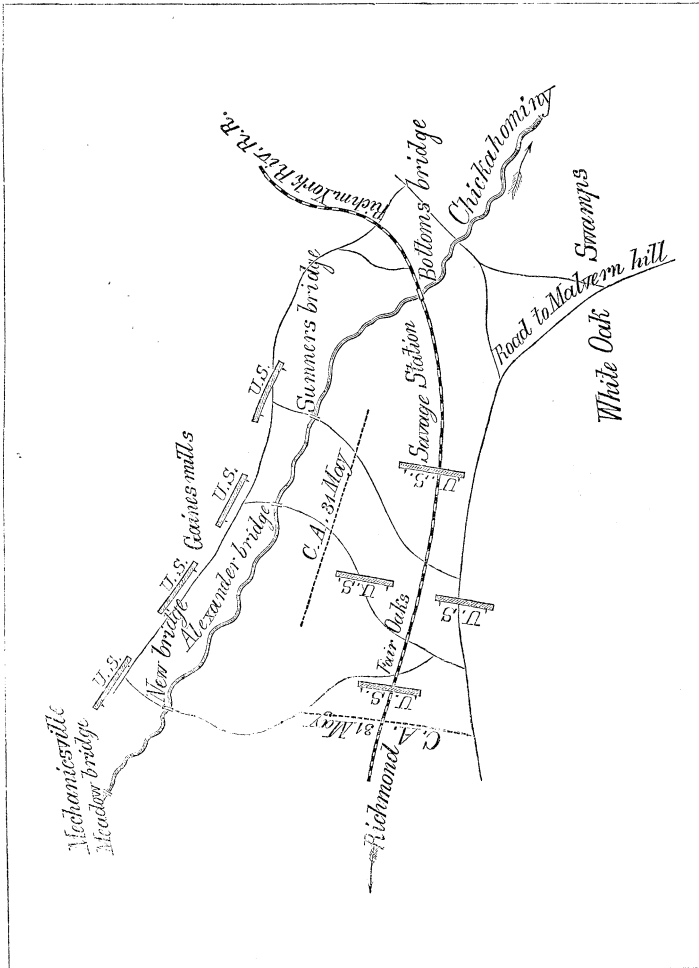 Mechanicsville
Meadow bridge
U.S.
New bridge
U.S.
Alexander bridge
Gaines mills
U.S.
U.S.
Sumners bridge
Richm. York Riv. R.R.
Bottoms bridge
Chickahominy
C.A. 31 May
Richmond
C.A.
31 May
U.S.
Fair Oaks
U.S.
U.S.
U.S.
Savage Station
Road to Malvern hill
White Oak
Swamps